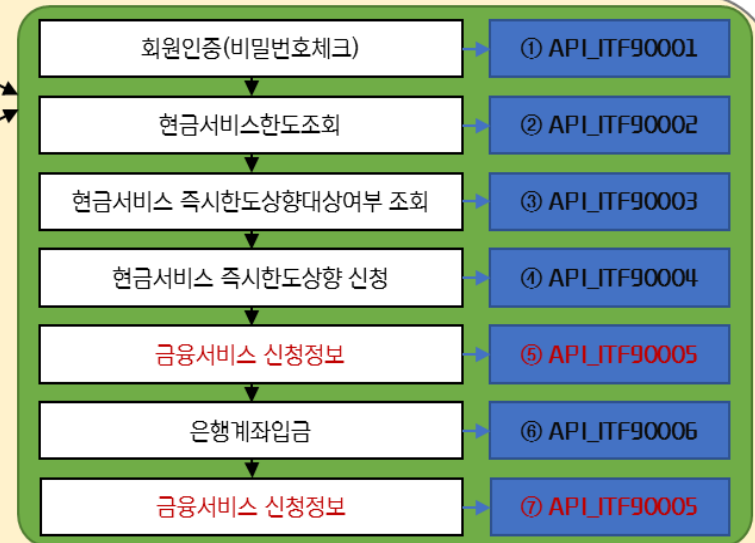 회원인증(비밀번호체크)
① API_ITF90001
현금서비스한도조회
② API_ITF90002
현금서비스 즉시한도상향대상여부 조회
③ API_ITF90003
현금서비스 즉시한도상향 신청
④ API_ITF90004
금융서비스 신청정보
⑤ API_ITF90005
은행계좌입금
⑥ API_ITF90006
금융서비스 신청정보
⑦ API_ITF90005